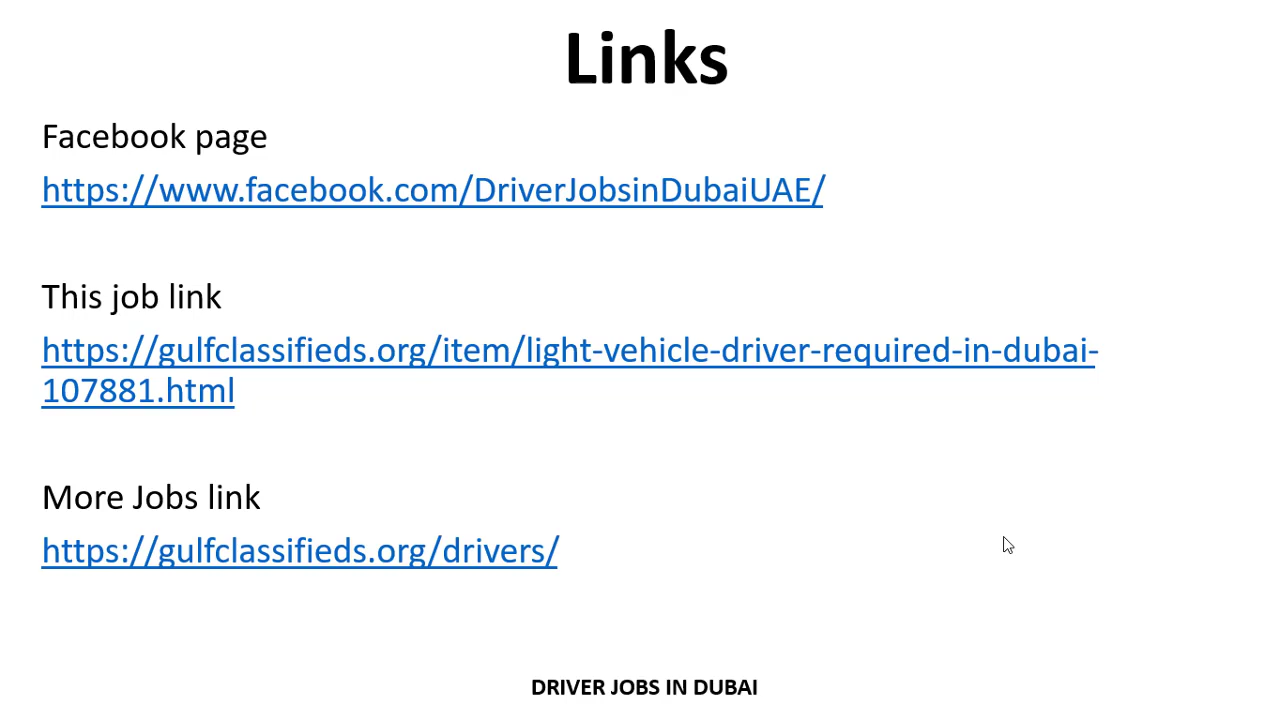 Links
Facebook page
https://www.facebook.com/DriverJobsinDubaiUAE/
This job link
https://gulfclassifieds.org/item/light-vehicle-driver-required-in-dubai-
107881.html
More Jobs link
https://gulfclassifieds.org/drivers/
DRIVER JOBS IN DUBAI